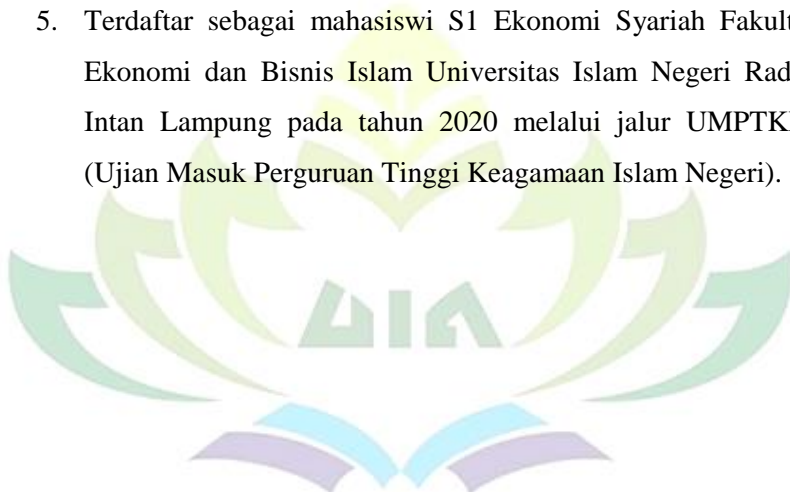 5. Terdaftar sebagai mahasiswi S1 Ekonomi Syariah Fakult
Ekonomi dan Bisnis Islam Universitas Islam Negeri Rad
Intan Lampung pada tahun 2020 melalui jalur UMPTK
(Ujian Masuk Perguruan Tinggi Keagamaan Islam Negeri).
UIN